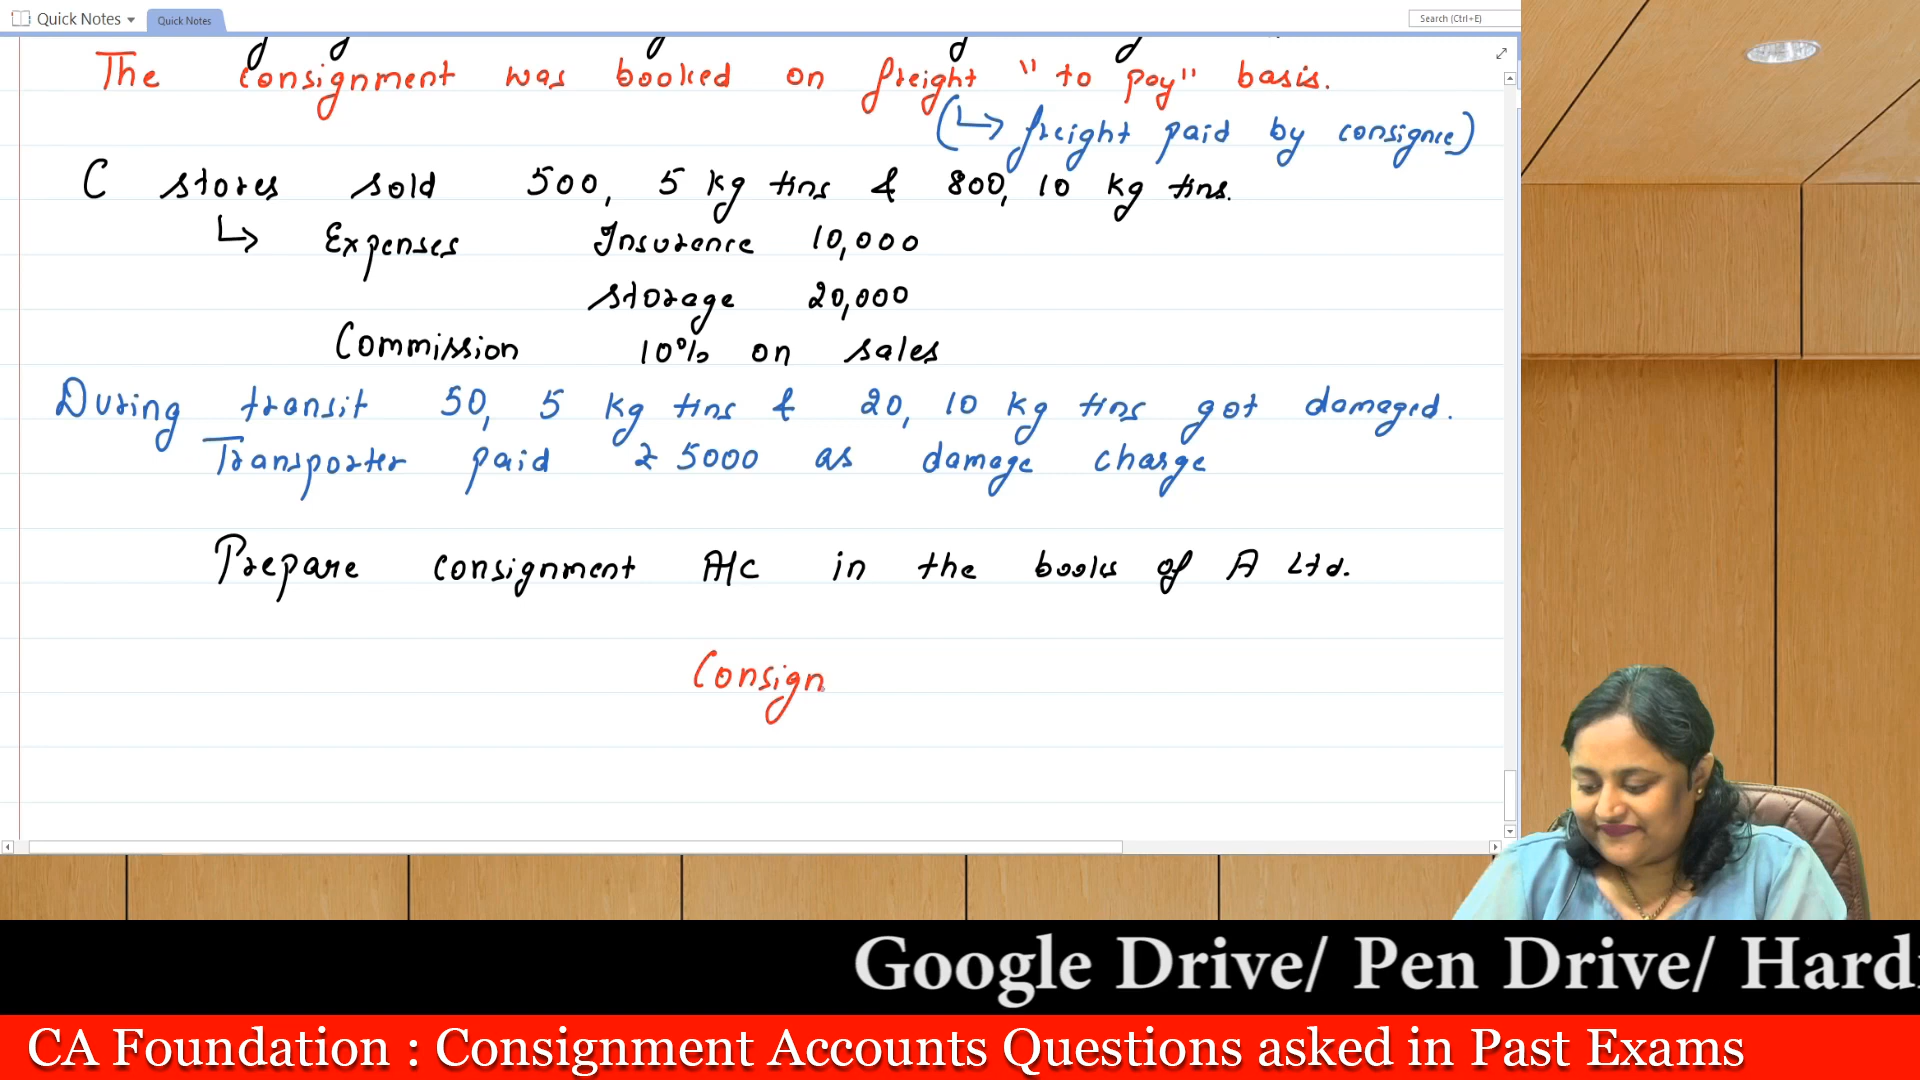 Quick Notes
Quick Notes
Search (Ctrl+E)
The consignment was booked on freight "to pay" basis.
(↳ freight paid by consignee)
C stores sold 500, 5 kg tins & 800, 10 kg tins.
↳ Expenses Insurance 10,000
Storage 20,000
Commission 10% on sales
During transit 50, 5 kg tins & 20, 10 kg tins got damaged.
Transporter paid ₹ 5000 as damage charge
Prepare consignment A/c in the books of A Ltd.
Consign
Google Drive/ Pen Drive/ Hard
CA Foundation : Consignment Accounts Questions asked in Past Exams